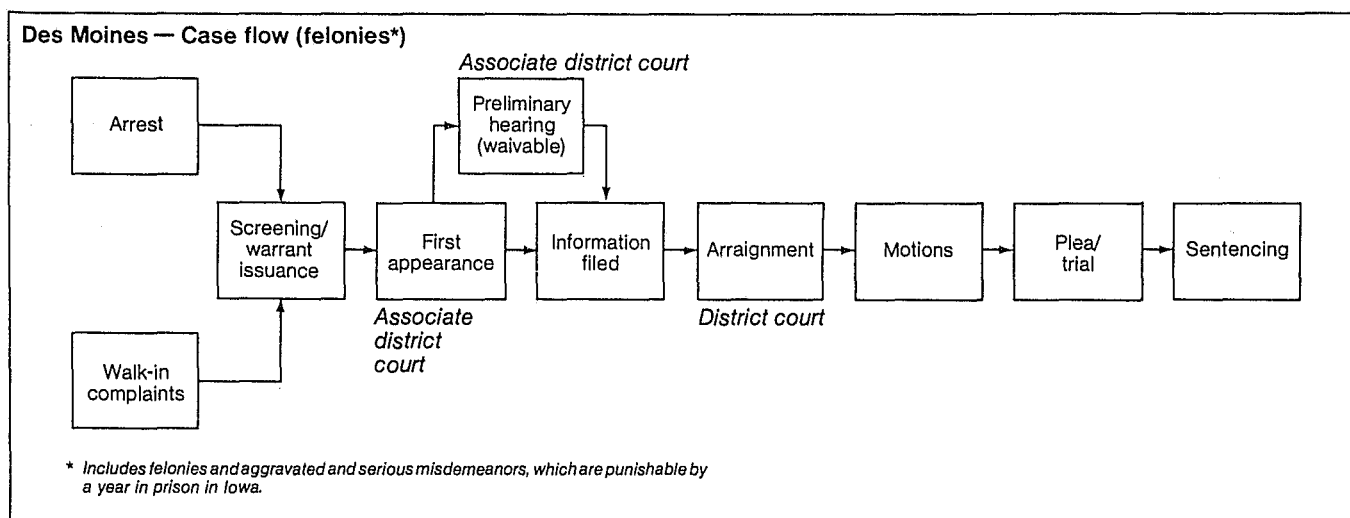 Des Moines — Case flow (felonies*)
Associate district court
Arrest
Preliminary
hearing
(waivable)
Screening/
warrant
issuance
First
appearance
Information
filed
Arraignment
Motions
Plea/
trial
Sentencing
Associate
district
court
District court
Walk-in
complaints
* Includes felonies and aggravated and serious misdemeanors, which are punishable by
a year in prison in Iowa.